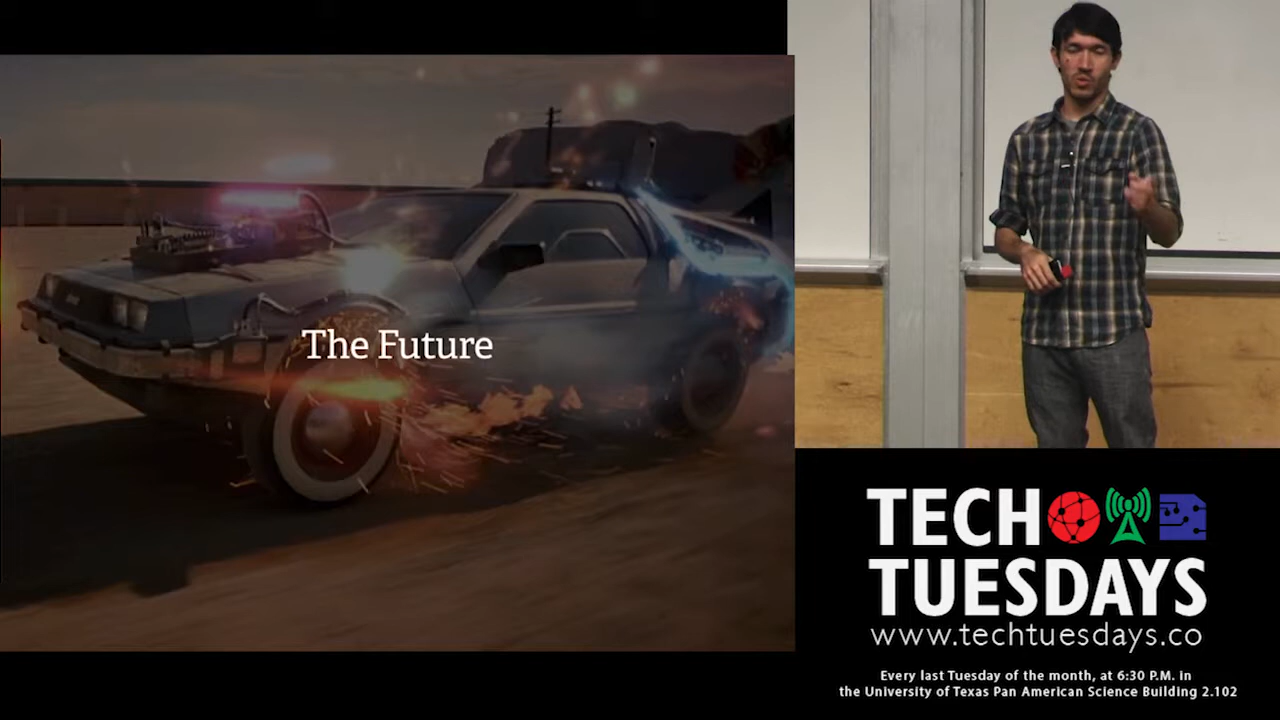 The Future
TECH
TUESDAYS
www.techtuesdays.co
Every last Tuesday of the month, at 6:30 P.M. in
the University of Texas Pan American Science Building 2.102